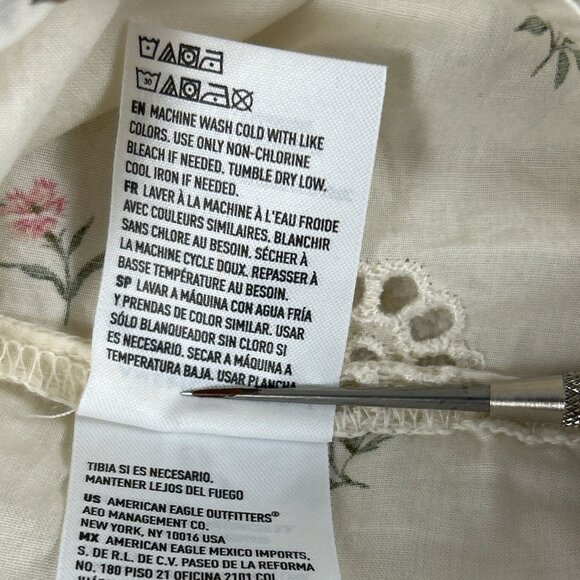 30
EN MACHINE WASH COLD WITH LIKE
COLORS. USE ONLY NON-CHLORINE
BLEACH IF NEEDED. TUMBLE DRY LOW.
COOL IRON IF NEEDED.
FR LAVER À LA MACHINE À L'EAU FROIDE
AVEC COULEURS SIMILAIRES. BLANCHIR
SANS CHLORE AU BESOIN. SÉCHER À
LA MACHINE CYCLE DOUX. REPASSER À
BASSE TEMPÉRATURE AU BESOIN.
SP LAVAR A MÁQUINA CON AGUA FRÍA
Y PRENDAS DE COLOR SIMILAR. USAR
SÓLO BLANQUEADOR SIN CLORO SI
ES NECESARIO. SECAR A MÁQUINA A
TEMPERATURA BAJA. USAR PLANCHA
TIBIA SI ES NECESARIO.
MANTENER LEJOS DEL FUEGO
US AMERICAN EAGLE OUTFITTERS®
AEO MANAGEMENT CO.
NEW YORK, NY 10016 USA
MX AMERICAN EAGLE MEXICO IMPORTS,
S. DE R.L. DE C.V. PASEO DE LA REFORMA
NO. 180 PISO 21 OFICINA 2101 COL